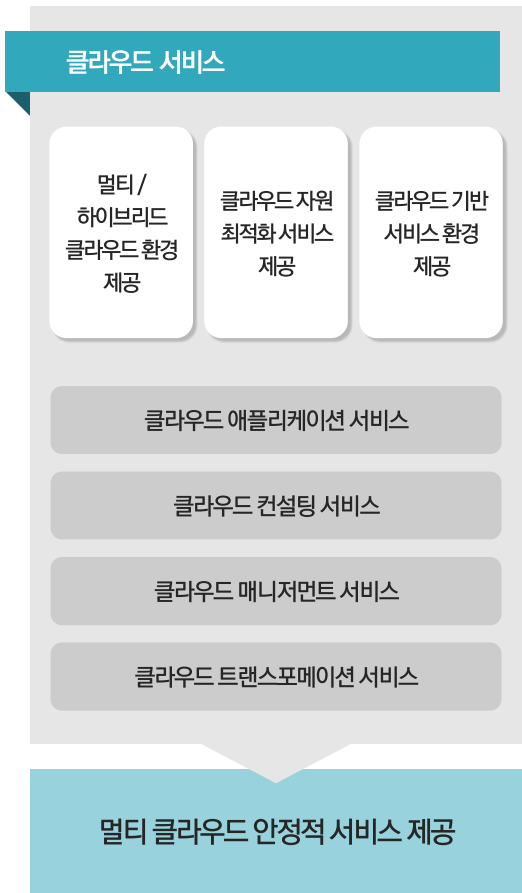 클라우드 서비스
멀티 /
하이브리드
클라우드 환경
제공
클라우드 자원
최적화 서비스
제공
클라우드 기반
서비스 환경
제공
클라우드 애플리케이션 서비스
클라우드 컨설팅 서비스
클라우드 매니저먼트 서비스
클라우드 트랜스포메이션 서비스
멀티 클라우드 안정적 서비스 제공